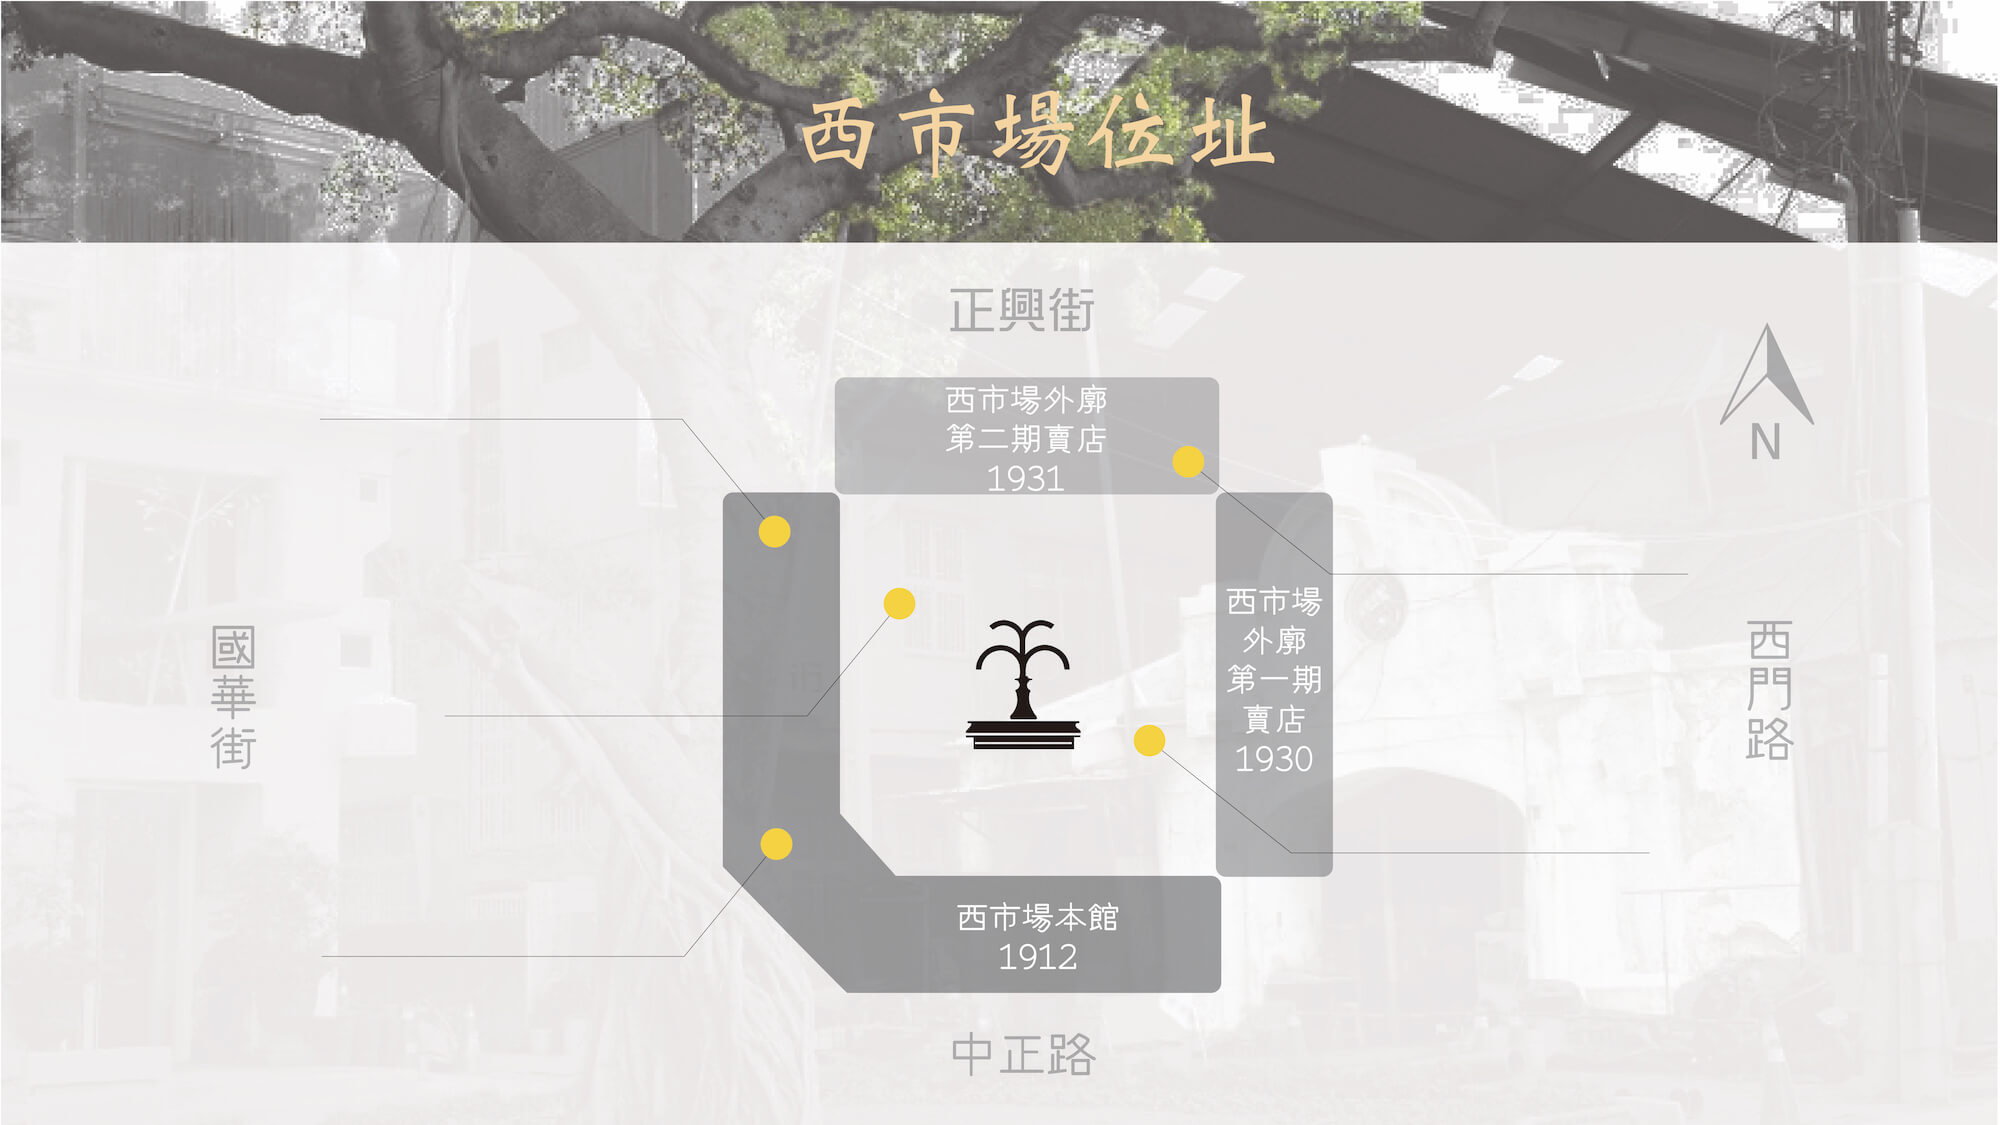 西市場位址
正興街
N
西市場外廓
第二期賣店
1931
國華街
西市場
外廓
第一期
賣店
1930
西門路
西市場本館
1912
中正路